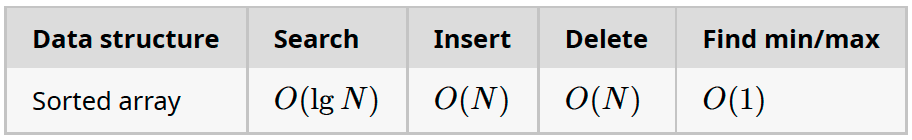 Data structure Search Insert Delete Find min/max
Sorted array O(lg N) O(N) O(N) O(1)